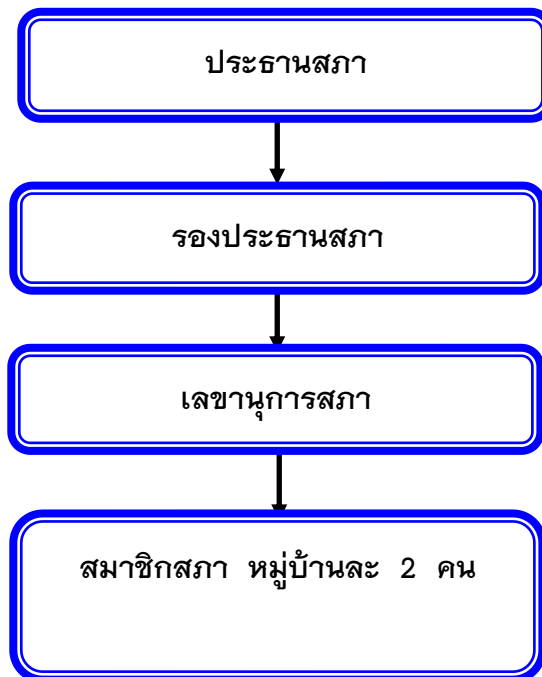 ประธานสภา
รองประธานสภา
เลขานุการสภา
สมาชิกสภา หมู่บ้านละ 2 คน